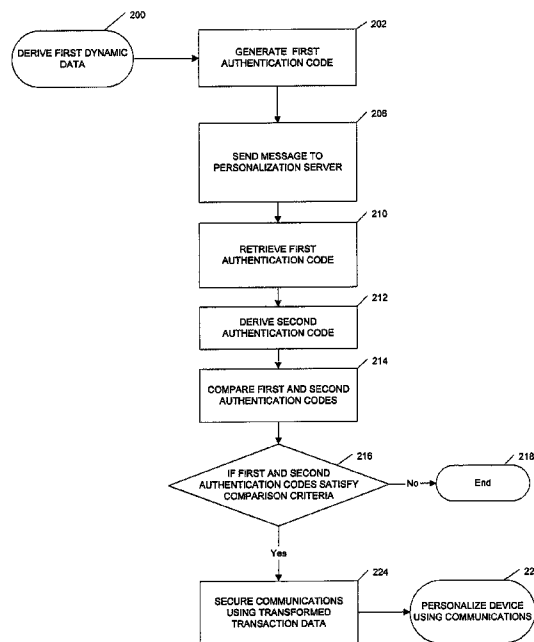 200
DERIVE FIRST DYNAMIC
DATA
202
GENERATE FIRST
AUTHENTICATION CODE
206
SEND MESSAGE TO
PERSONALIZATION SERVER
210
RETRIEVE FIRST
AUTHENTICATION CODE
212
DERIVE SECOND
AUTHENTICATION CODE
214
COMPARE FIRST AND SECOND
AUTHENTICATION CODES
216
IF FIRST AND SECOND
AUTHENTICATION CODES SATISFY
COMPARISON CRITERIA
No
218
End
Yes
224
SECURE COMMUNICATIONS
USING TRANSFORMED
TRANSACTION DATA
PERSONALIZE DEVICE
USING COMMUNICATIONS